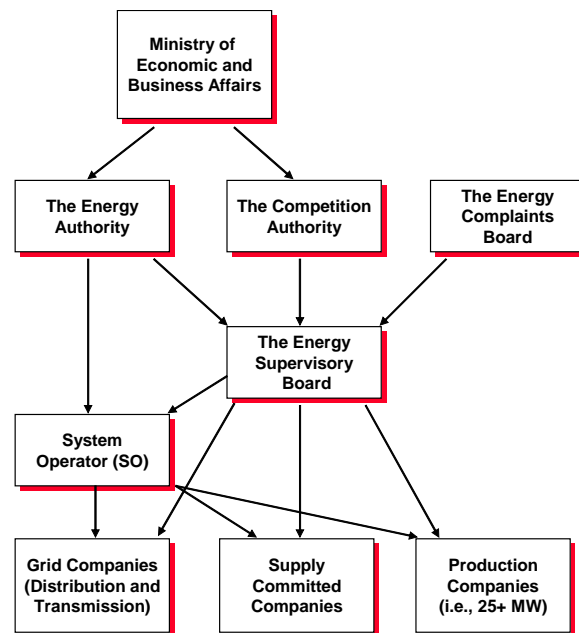 Ministry of
Economic and
Business Affairs
The Energy
Authority
The Competition
Authority
The Energy
Complaints
Board
The Energy
Supervisory
Board
System
Operator (SO)
Grid Companies
(Distribution and
Transmission)
Supply
Committed
Companies
Production
Companies
(i.e., 25+ MW)